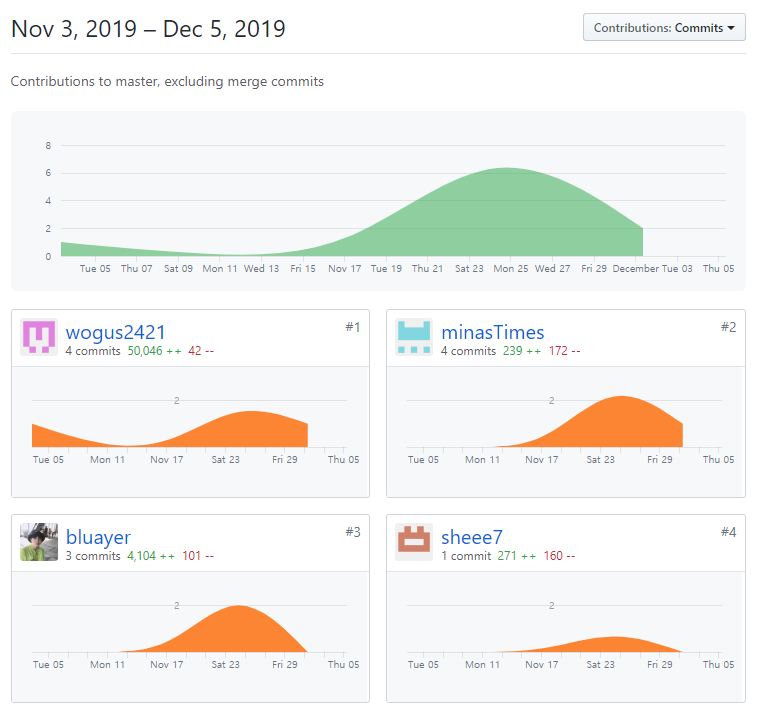 Nov 3, 2019 – Dec 5, 2019
Contributions: Commits
Contributions to master, excluding merge commits
8
6
4
2
0
Tue 05 Thu 07 Sat 09 Mon 11 Wed 13 Fri 15 Nov 17 Tue 19 Thu 21 Sat 23 Mon 25 Wed 27 Fri 29 December Tue 03 Thu 05
wogus2421 #1
4 commits 50,046 ++ 42 --
2
Tue 05 Mon 11 Nov 17 Sat 23 Fri 29 Thu 05
minasTimes #2
4 commits 239 ++ 172 --
2
Tue 05 Mon 11 Nov 17 Sat 23 Fri 29 Thu 05
bluayer #3
3 commits 4,104 ++ 101 --
2
Tue 05 Mon 11 Nov 17 Sat 23 Fri 29 Thu 05
sheee7 #4
1 commit 271 ++ 160 --
2
Tue 05 Mon 11 Nov 17 Sat 23 Fri 29 Thu 05